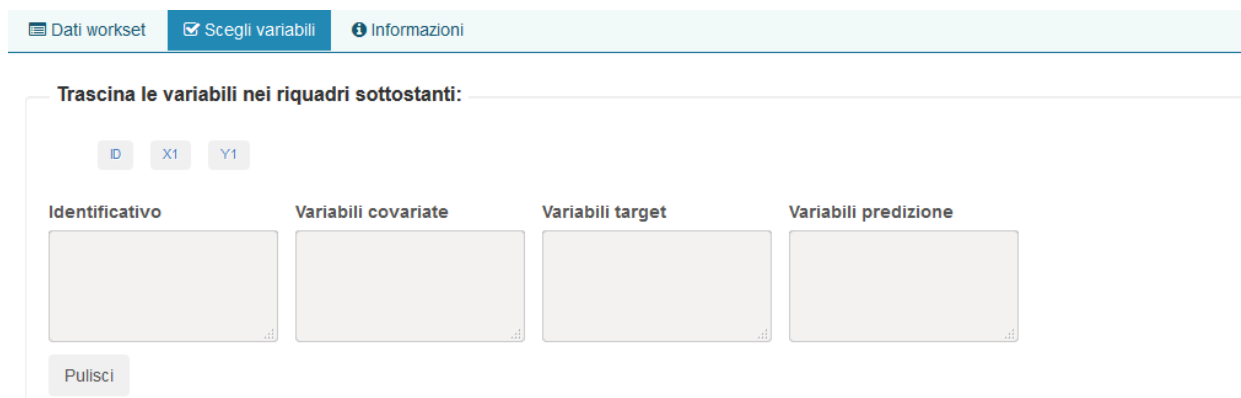 Dati workset Scegli variabili Informazioni
Trascina le variabili nei riquadri sottostanti:
ID X1 Y1
Identificativo Variabili covariate Variabili target Variabili predizione
Pulisci